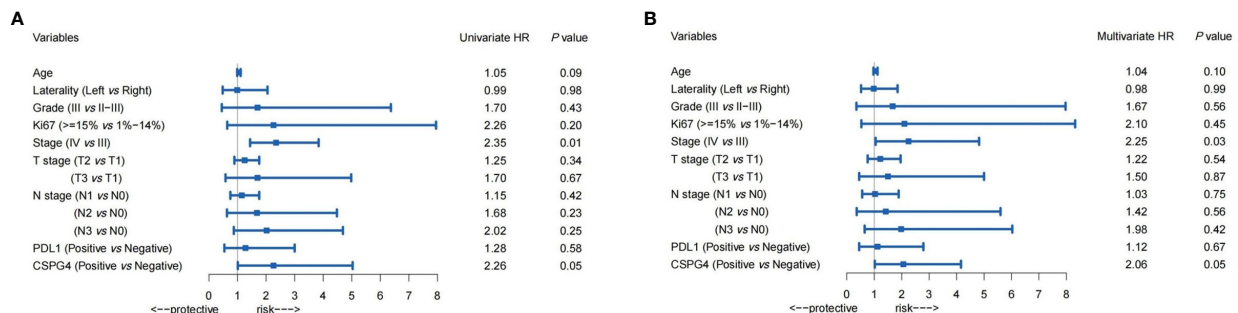 A
Variables Univariate HR P value
Age 1.05 0.09
Laterality (Left vs Right) 0.99 0.98
Grade (III vs II−III) 1.70 0.43
Ki67 (>=15% vs 1%−14%) 2.26 0.20
Stage (IV vs III) 2.35 0.01
T stage (T2 vs T1) 1.25 0.34
(T3 vs T1) 1.70 0.67
N stage (N1 vs N0) 1.15 0.42
(N2 vs N0) 1.68 0.23
(N3 vs N0) 2.02 0.25
PDL1 (Positive vs Negative) 1.28 0.58
CSPG4 (Positive vs Negative) 2.26 0.05
0 1 2 3 4 5 6 7 8
<−−protective risk−−−>
B
Variables Multivariate HR P value
Age 1.04 0.10
Laterality (Left vs Right) 0.98 0.99
Grade (III vs II−III) 1.67 0.56
Ki67 (>=15% vs 1%−14%) 2.10 0.45
Stage (IV vs III) 2.25 0.03
T stage (T2 vs T1) 1.22 0.54
(T3 vs T1) 1.50 0.87
N stage (N1 vs N0) 1.03 0.75
(N2 vs N0) 1.42 0.56
(N3 vs N0) 1.98 0.42
PDL1 (Positive vs Negative) 1.12 0.67
CSPG4 (Positive vs Negative) 2.06 0.05
0 1 2 3 4 5 6 7 8
<−−protective risk−−−>